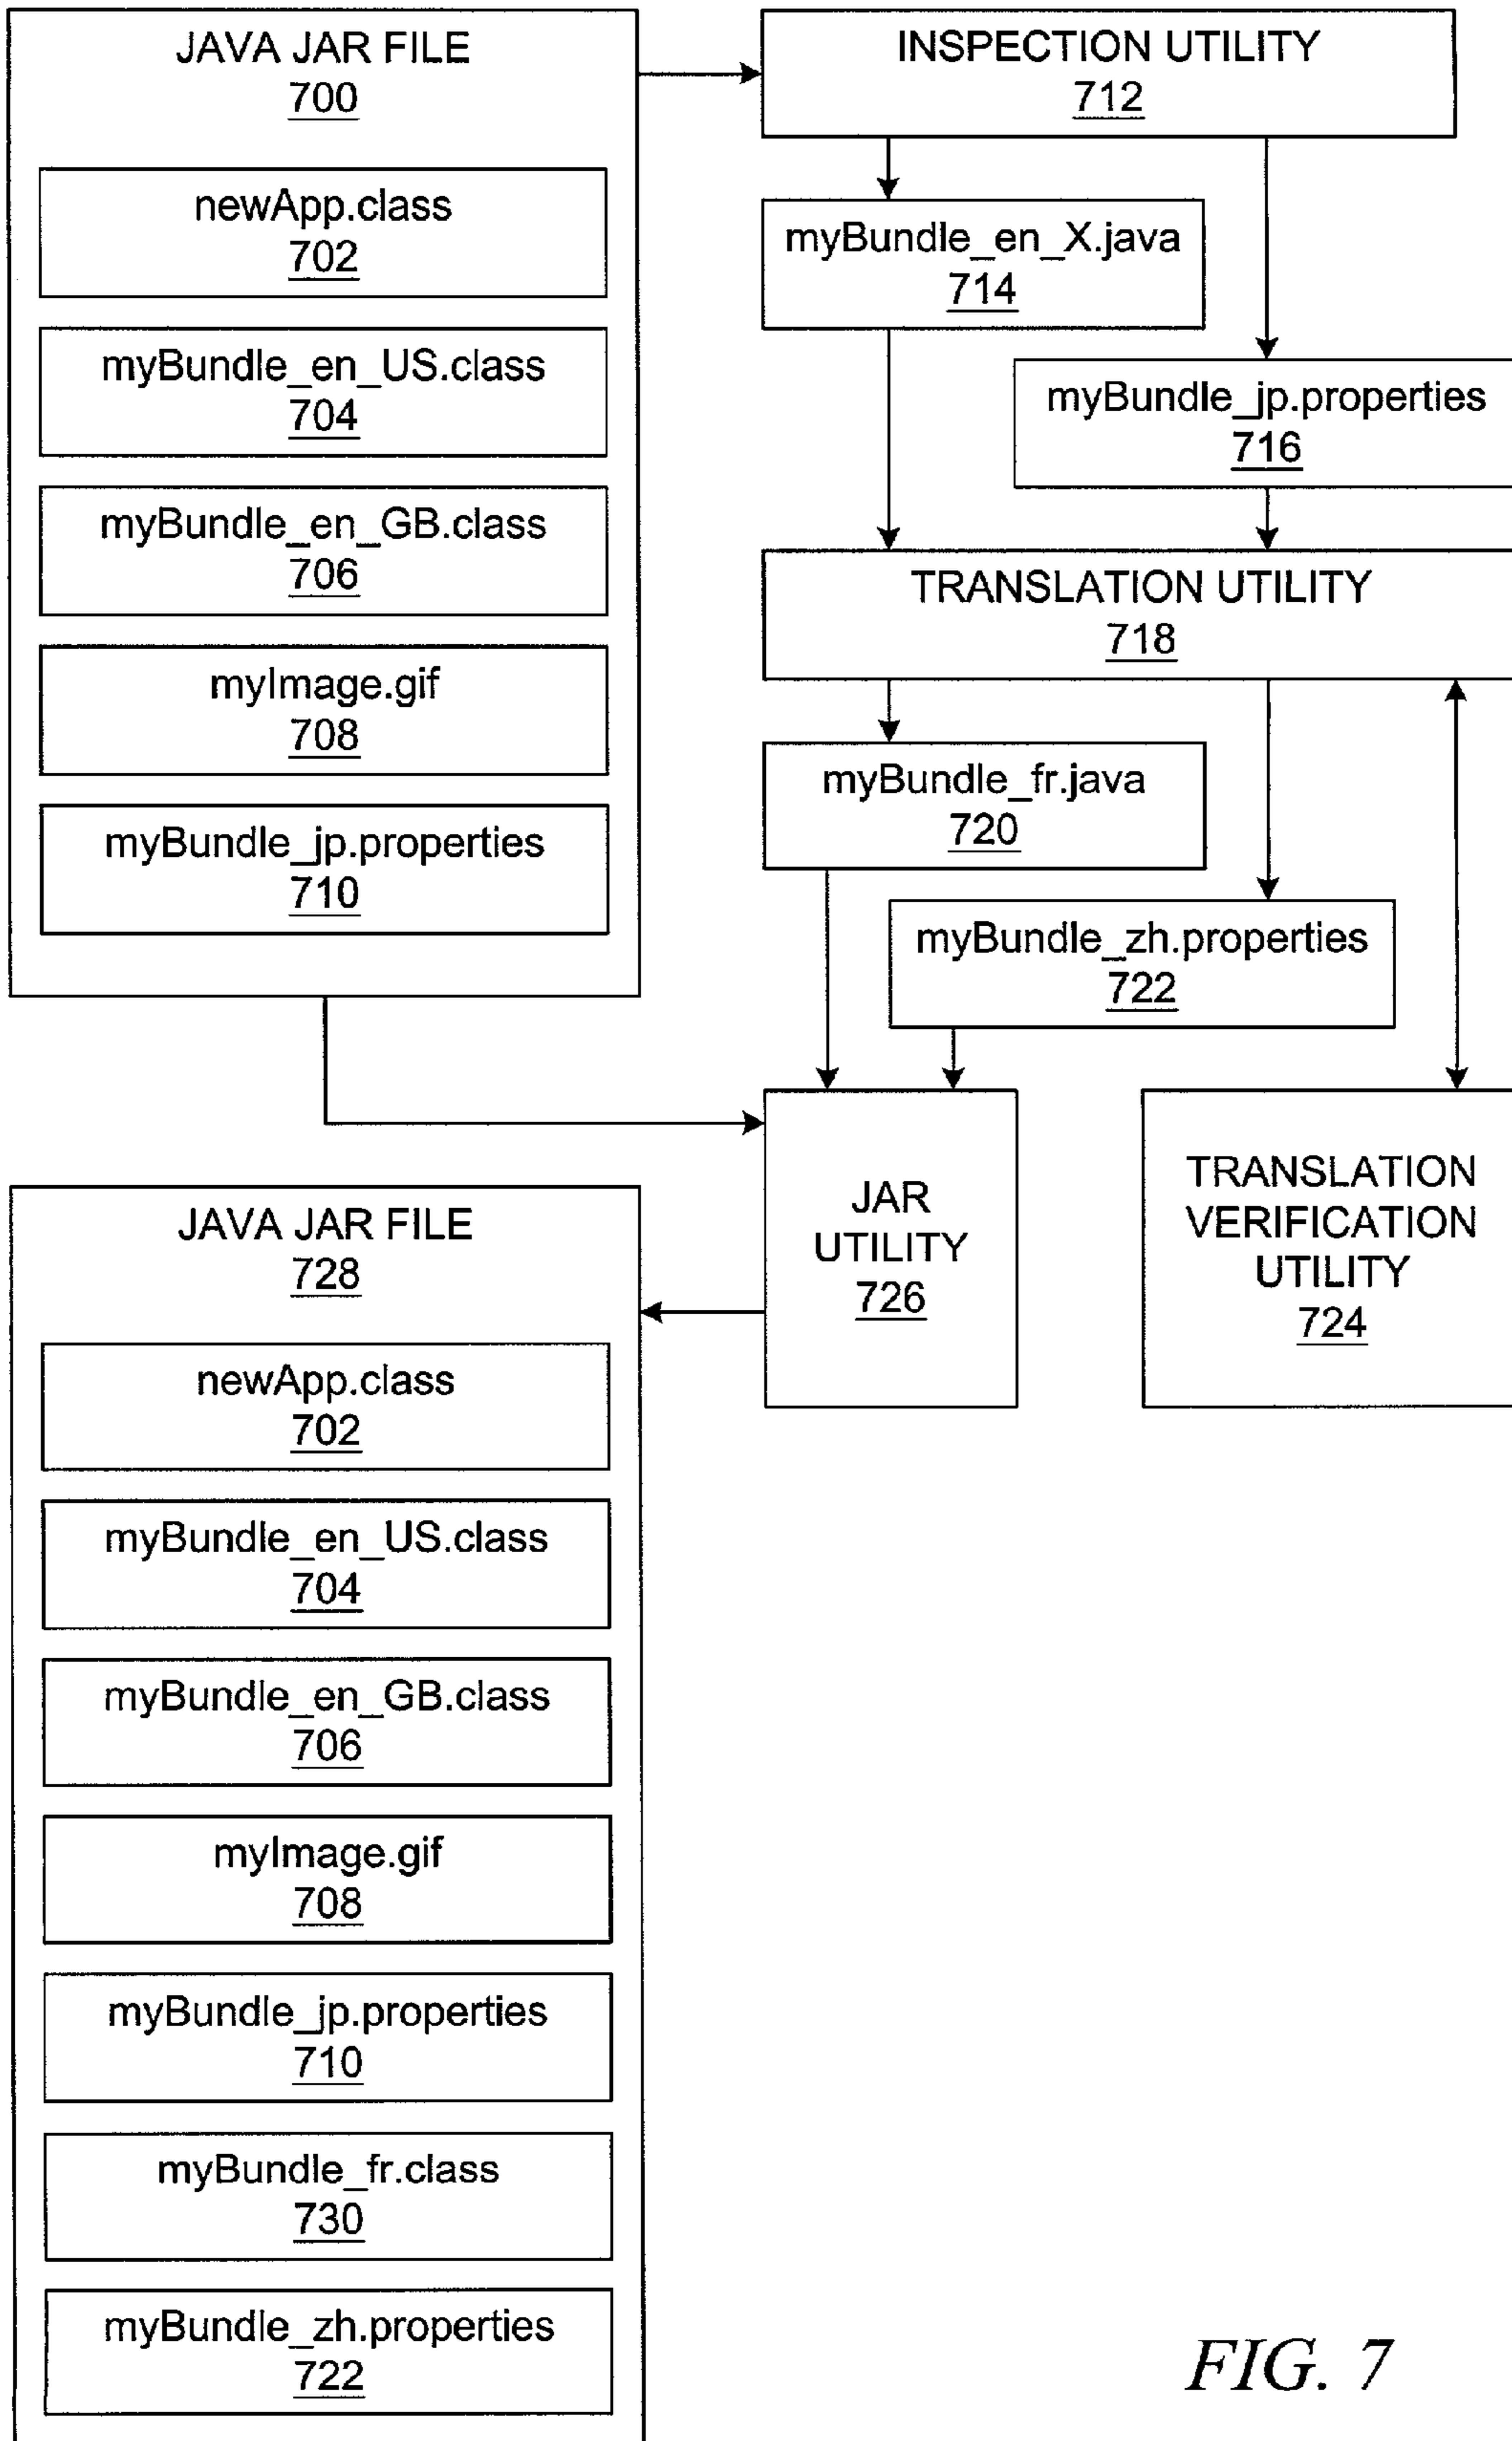 JAVA JAR FILE
700
newApp.class
702
myBundle_en_US.class
704
myBundle_en_GB.class
706
myImage.gif
708
myBundle_jp.properties
710
INSPECTION UTILITY
712
myBundle_en_X.java
714
myBundle_jp.properties
716
TRANSLATION UTILITY
718
myBundle_fr.java
720
myBundle_zh.properties
722
JAR
UTILITY
726
TRANSLATION
VERIFICATION
UTILITY
724
JAVA JAR FILE
728
newApp.class
702
myBundle_en_US.class
704
myBundle_en_GB.class
706
myImage.gif
708
myBundle_jp.properties
710
myBundle_fr.class
730
myBundle_zh.properties
722
FIG. 7